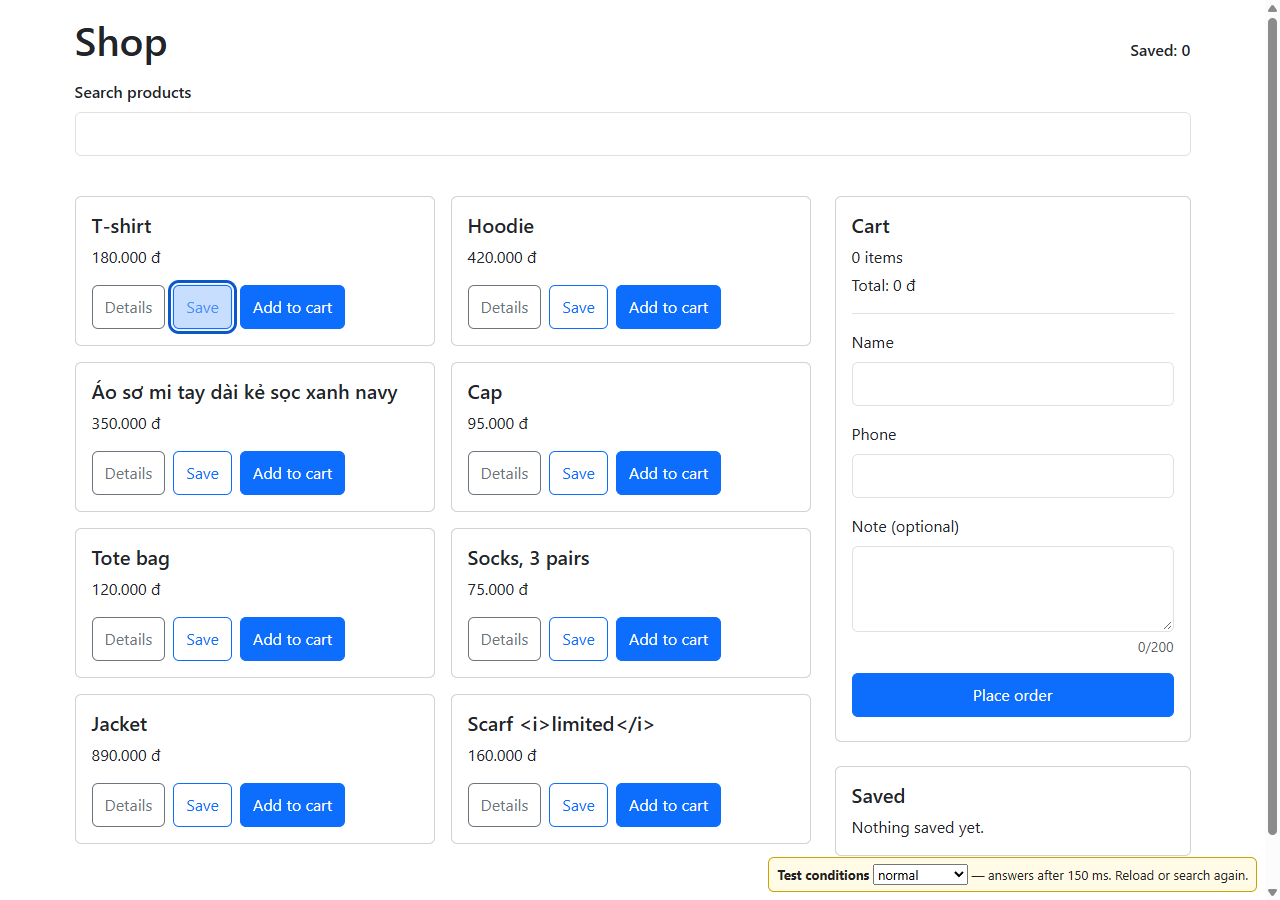 Shop
Saved: 0
Search products
T-shirt
180.000 đ
Details Save Add to cart
Hoodie
420.000 đ
Details Save Add to cart
Áo sơ mi tay dài kẻ sọc xanh navy
350.000 đ
Details Save Add to cart
Cap
95.000 đ
Details Save Add to cart
Tote bag
120.000 đ
Details Save Add to cart
Socks, 3 pairs
75.000 đ
Details Save Add to cart
Jacket
890.000 đ
Details Save Add to cart
Scarf <i>limited</i>
160.000 đ
Details Save Add to cart
Cart
0 items
Total: 0 đ
Name
Phone
Note (optional)
0/200
Place order
Saved
Nothing saved yet.
Test conditions normal — answers after 150 ms. Reload or search again.